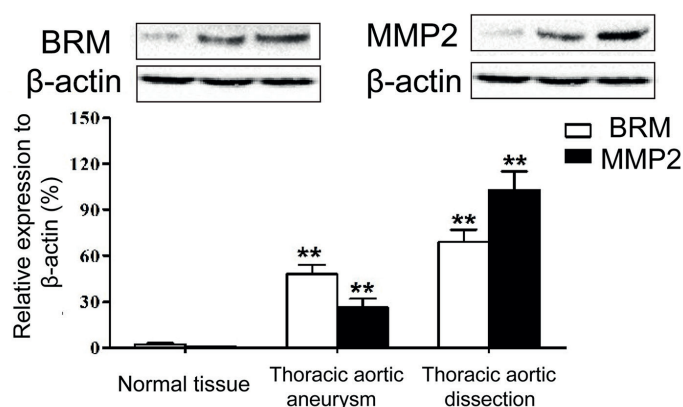 BRM
β-actin
MMP2
β-actin
Relative expression to
β-actin (%)
150
120
90
60
30
0
BRM
MMP2
**
**
**
**
Normal tissue
Thoracic aortic
aneurysm
Thoracic aortic
dissection